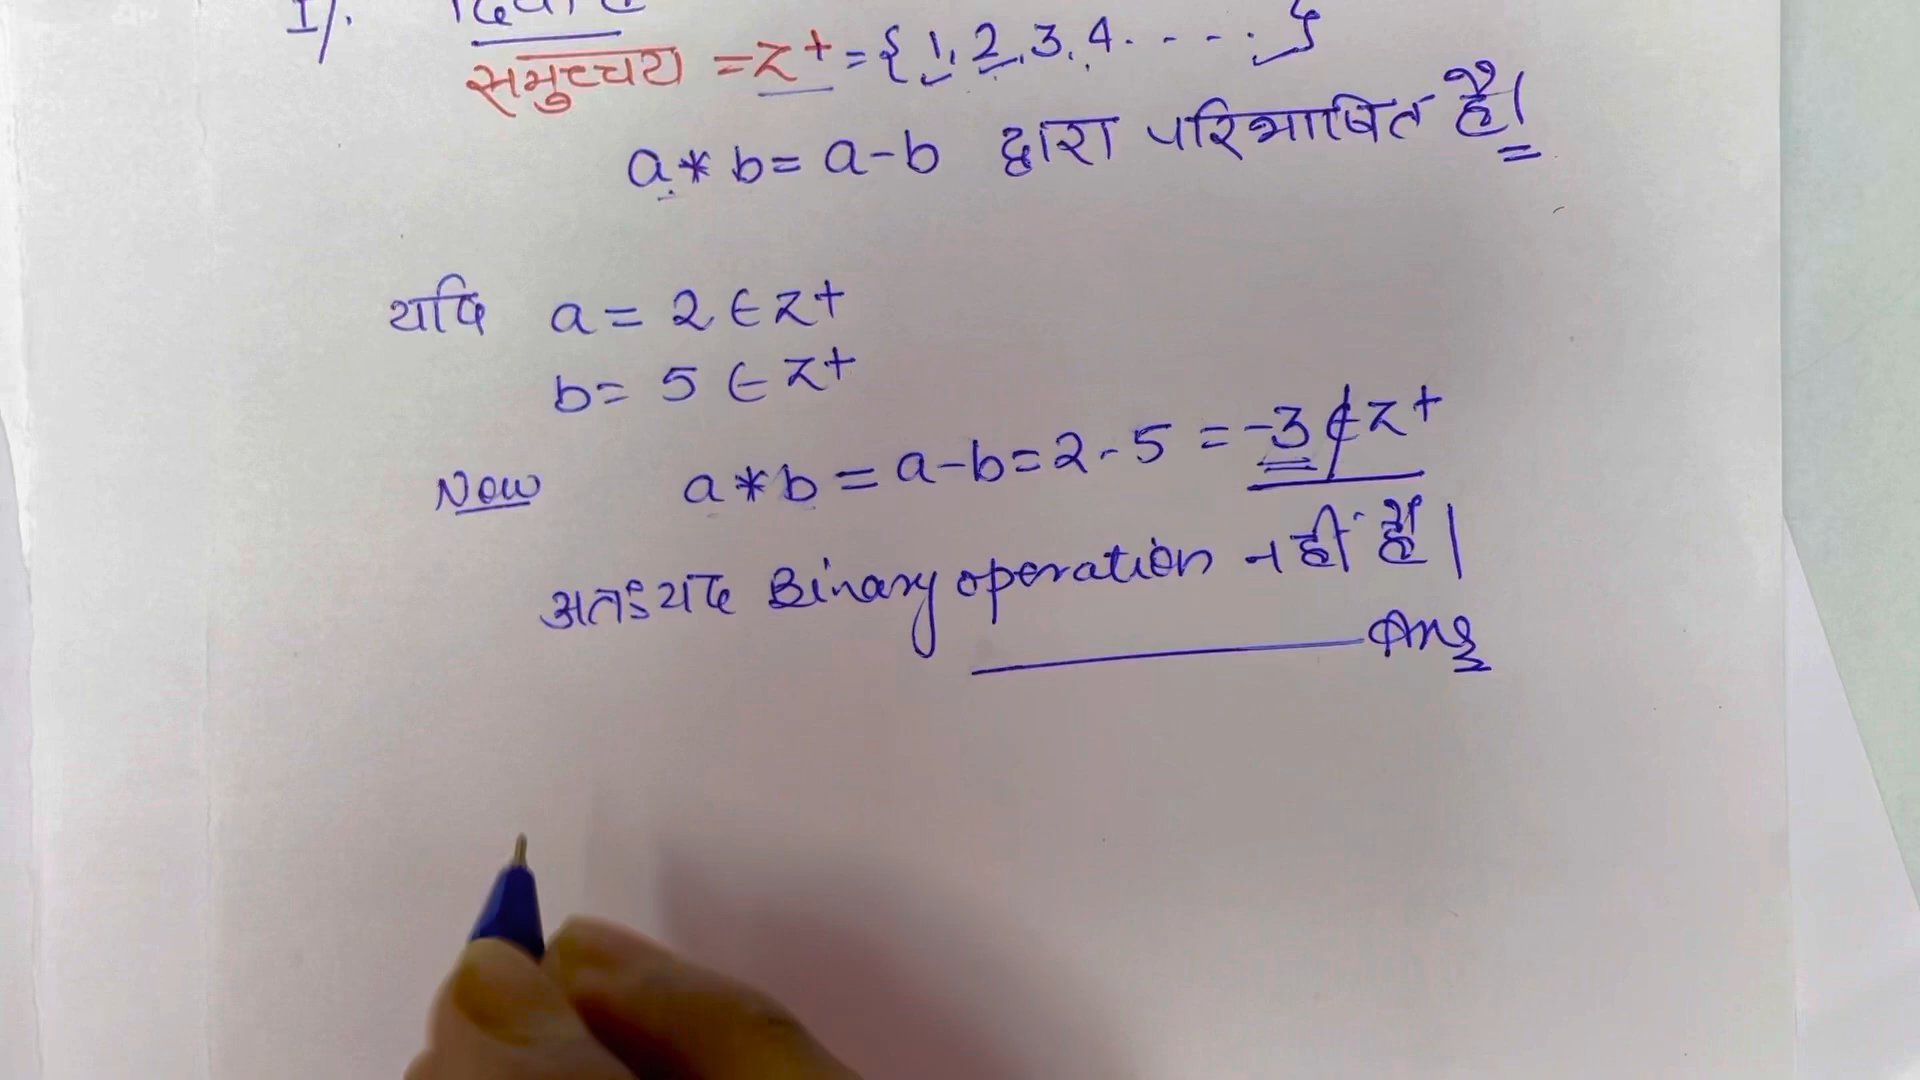 I).
समुच्चय = Z+ = { 1, 2, 3, 4 - - - - . }
a * b = a - b द्वारा परिभाषित है।
यदि a = 2 ∈ Z+
b = 5 ∈ Z+
Now a * b = a - b = 2 - 5 = -3 ∉ Z+
अतः यह Binary operation नहीं है।
Ans